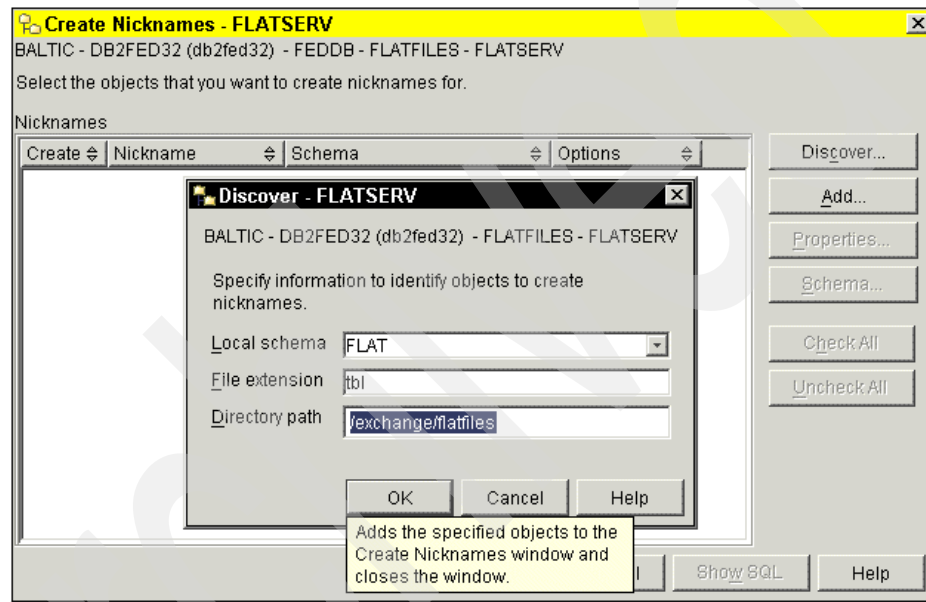 Create Nicknames - FLATSERV
BALTIC - DB2FED32 (db2fed32) - FEDDB - FLATFILES - FLATSERV
Select the objects that you want to create nicknames for.
Nicknames
Create Nickname Schema Options
Discover...
Add...
Properties...
Schema...
Check All
Uncheck All
Discover - FLATSERV
BALTIC - DB2FED32 (db2fed32) - FLATFILES - FLATSERV
Specify information to identify objects to create
nicknames.
Local schema FLAT
File extension tbl
Directory path /exchange/flatfiles
OK Cancel Help
Adds the specified objects to the
Create Nicknames window and
closes the window.
Show SQL Help